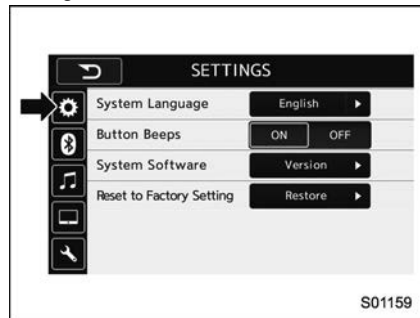 SETTINGS
System Language English
Button Beeps ON OFF
System Software Version
Reset to Factory Setting Restore
S01159